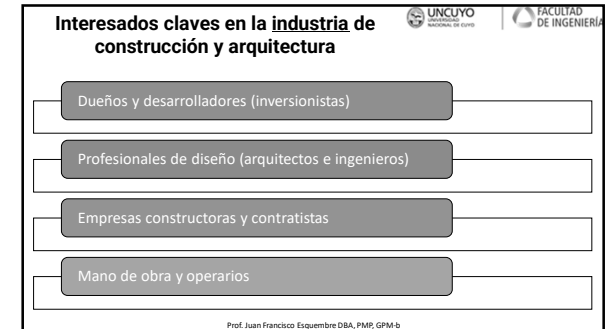 Interesados claves en la industria de
construcción y arquitectura
UNCUYO
UNIVERSIDAD
NACIONAL DE CUYO
FACULTAD
DE INGENIERÍA
Dueños y desarrolladores (inversionistas)
Profesionales de diseño (arquitectos e ingenieros)
Empresas constructoras y contratistas
Mano de obra y operarios
Prof. Juan Francisco Esquembre DBA, PMP, GPM-b